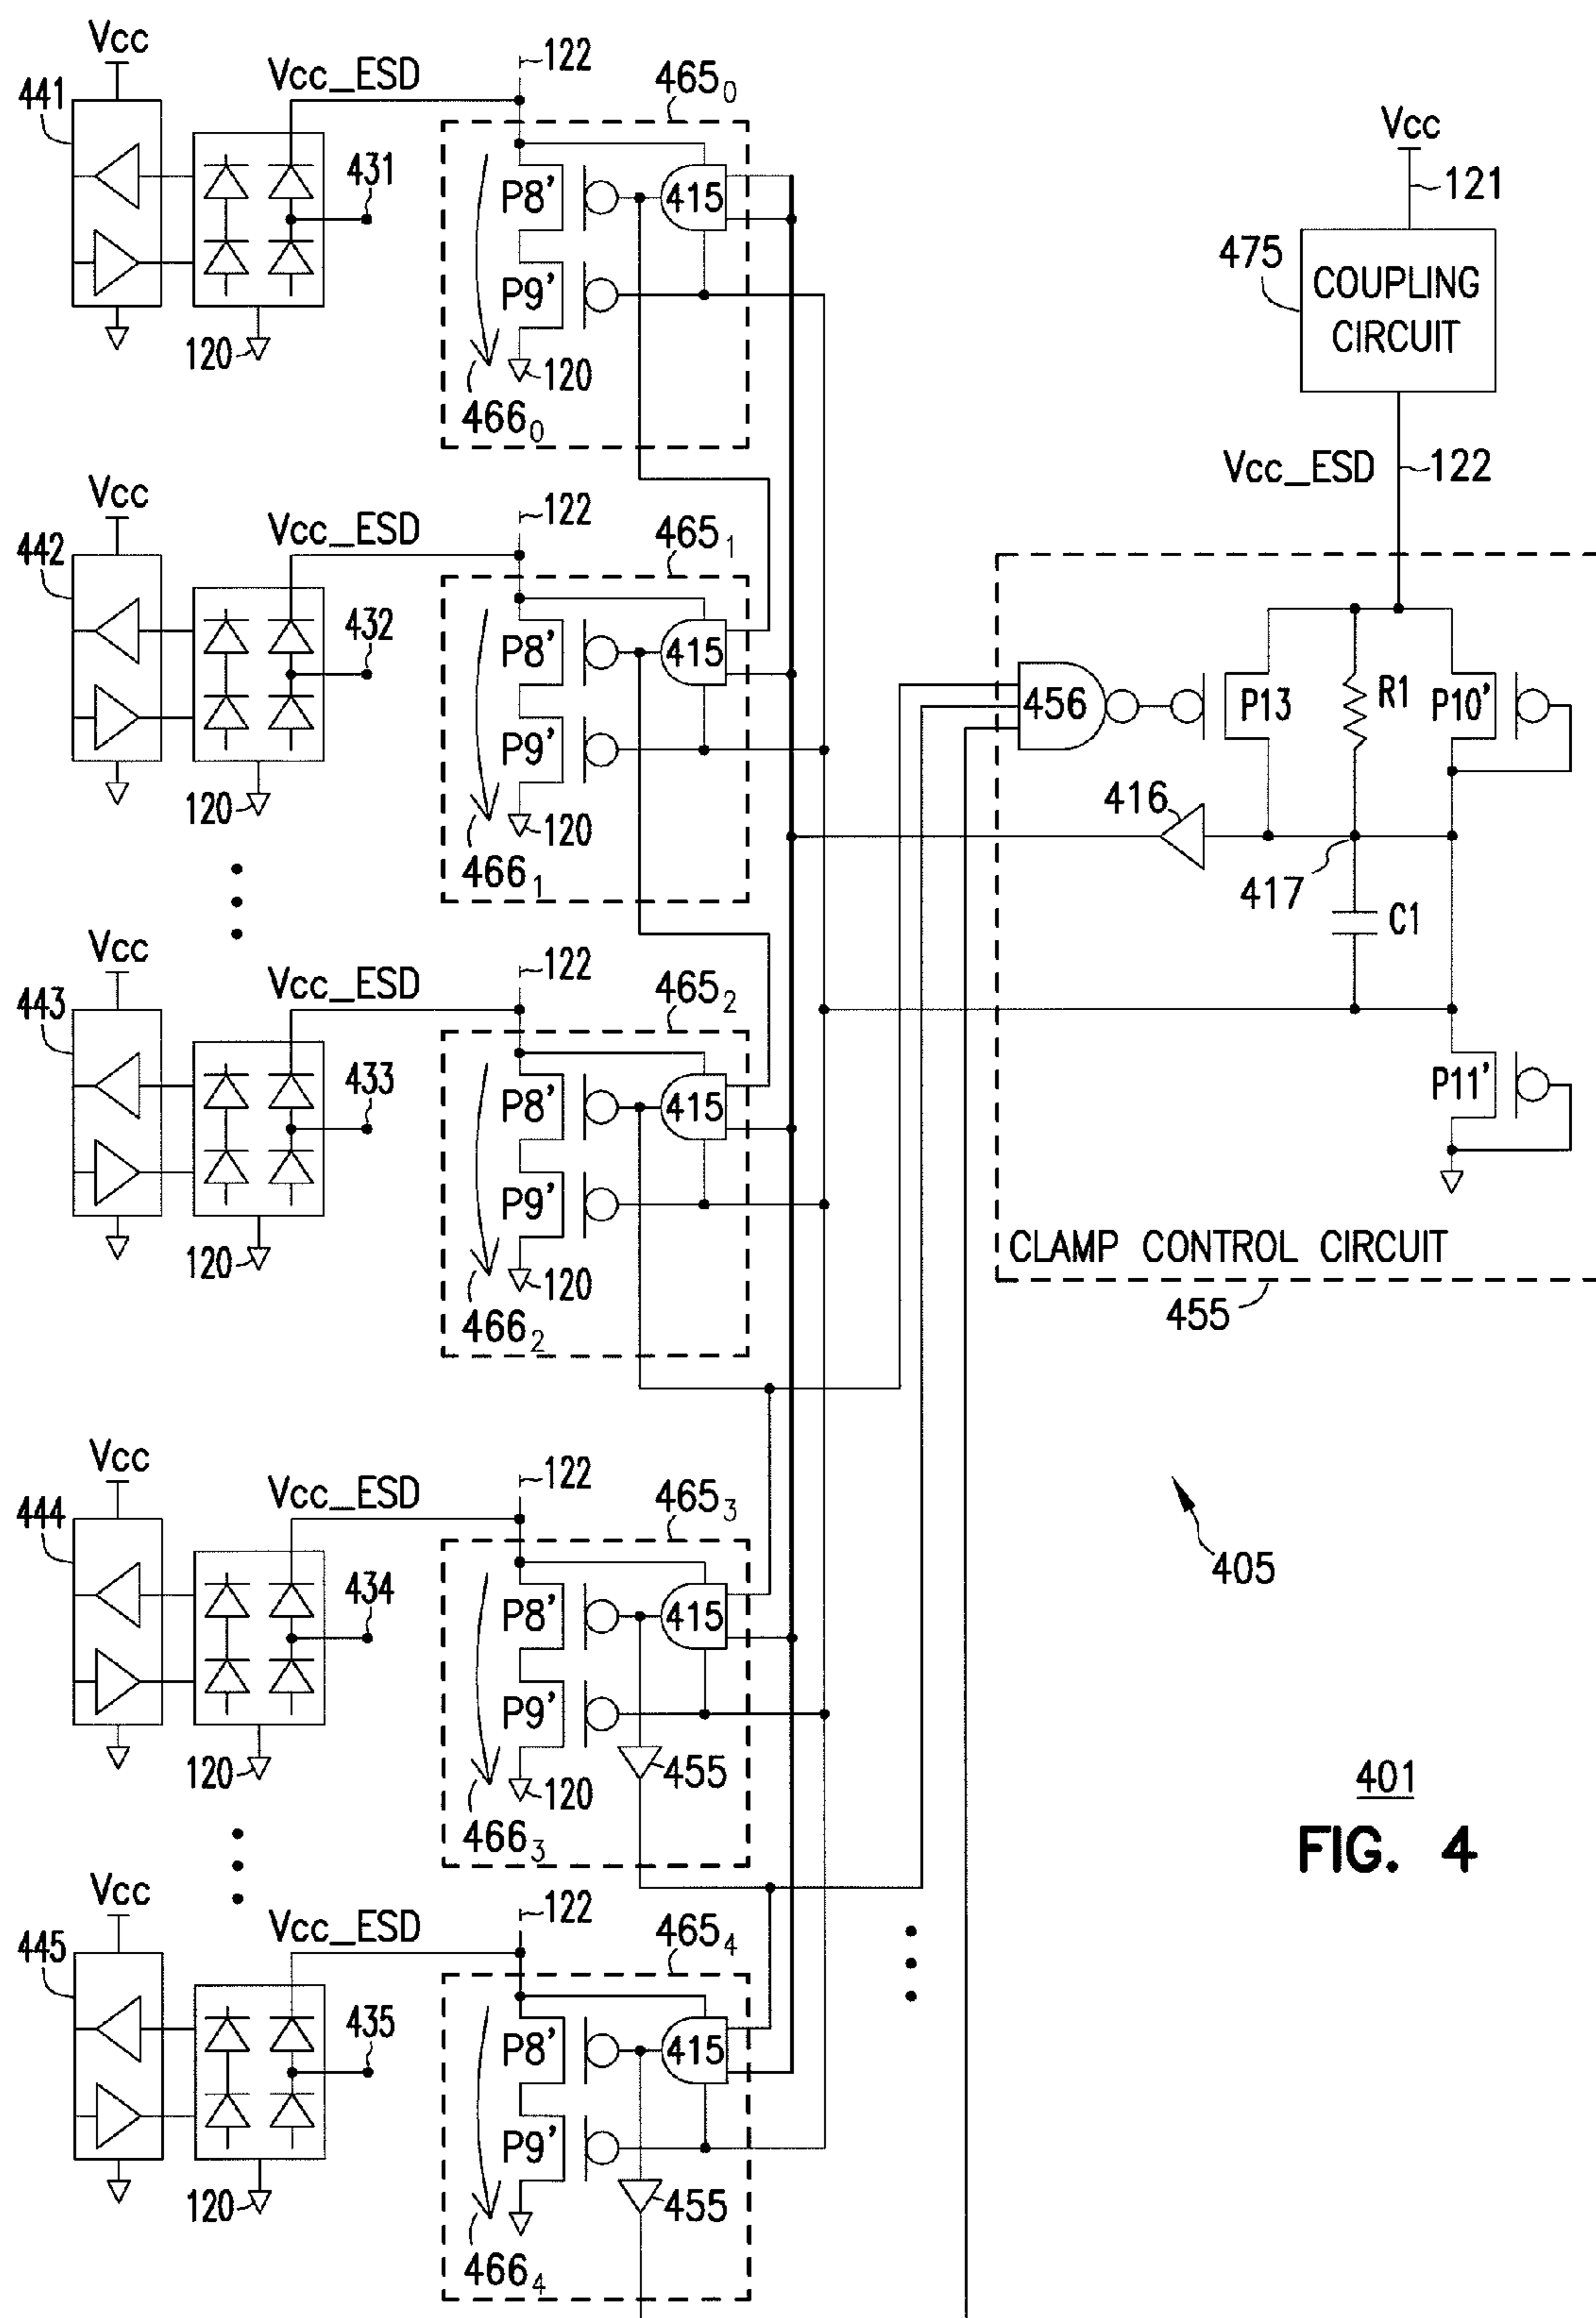 Vcc
441
Vcc_ESD
122
465₀
431
P8'
415
P9'
120
120
466₀
Vcc
121
475
COUPLING
CIRCUIT
Vcc_ESD
122
Vcc
442
Vcc_ESD
122
465₁
432
P8'
415
P9'
120
120
466₁
456
P13
R1
P10'
416
417
C1
P11'
CLAMP CONTROL CIRCUIT
455
Vcc
443
Vcc_ESD
122
465₂
433
P8'
415
P9'
120
120
466₂
Vcc
444
Vcc_ESD
122
465₃
434
P8'
415
P9'
455
120
120
466₃
405
401
FIG. 4
Vcc
445
Vcc_ESD
122
465₄
435
P8'
415
P9'
455
120
466₄